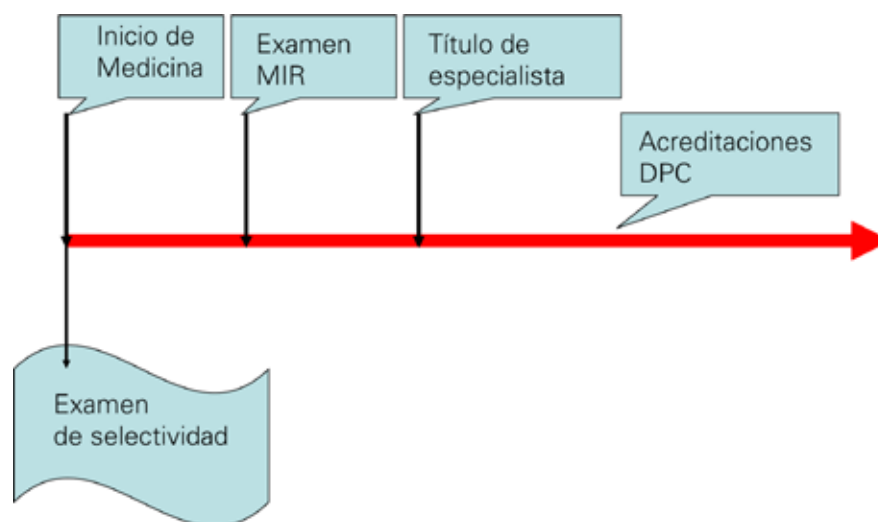 Inicio de
Medicina
Examen
MIR
Título de
especialista
Acreditaciones
DPC
Examen
de selectividad